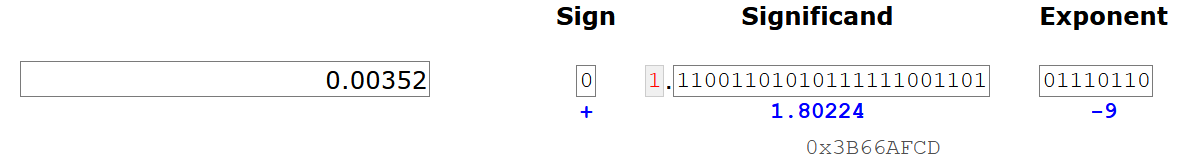 Sign Significand Exponent
0.00352 0 1.11001101010111111001101 01110110
+ 1.80224 -9
0x3B66AFCD